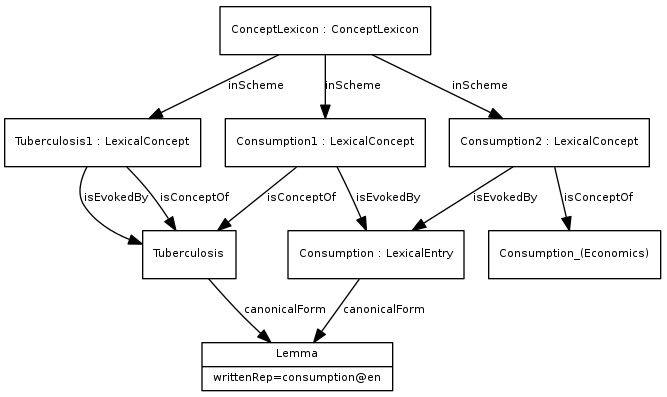 ConceptLexicon : ConceptLexicon
inScheme
inScheme
inScheme
Tuberculosis1 : LexicalConcept
Consumption1 : LexicalConcept
Consumption2 : LexicalConcept
isEvokedBy
isConceptOf
isConceptOf
isEvokedBy
isEvokedBy
isConceptOf
Tuberculosis
Consumption : LexicalEntry
Consumption_(Economics)
canonicalForm
canonicalForm
Lemma
writtenRep=consumption@en